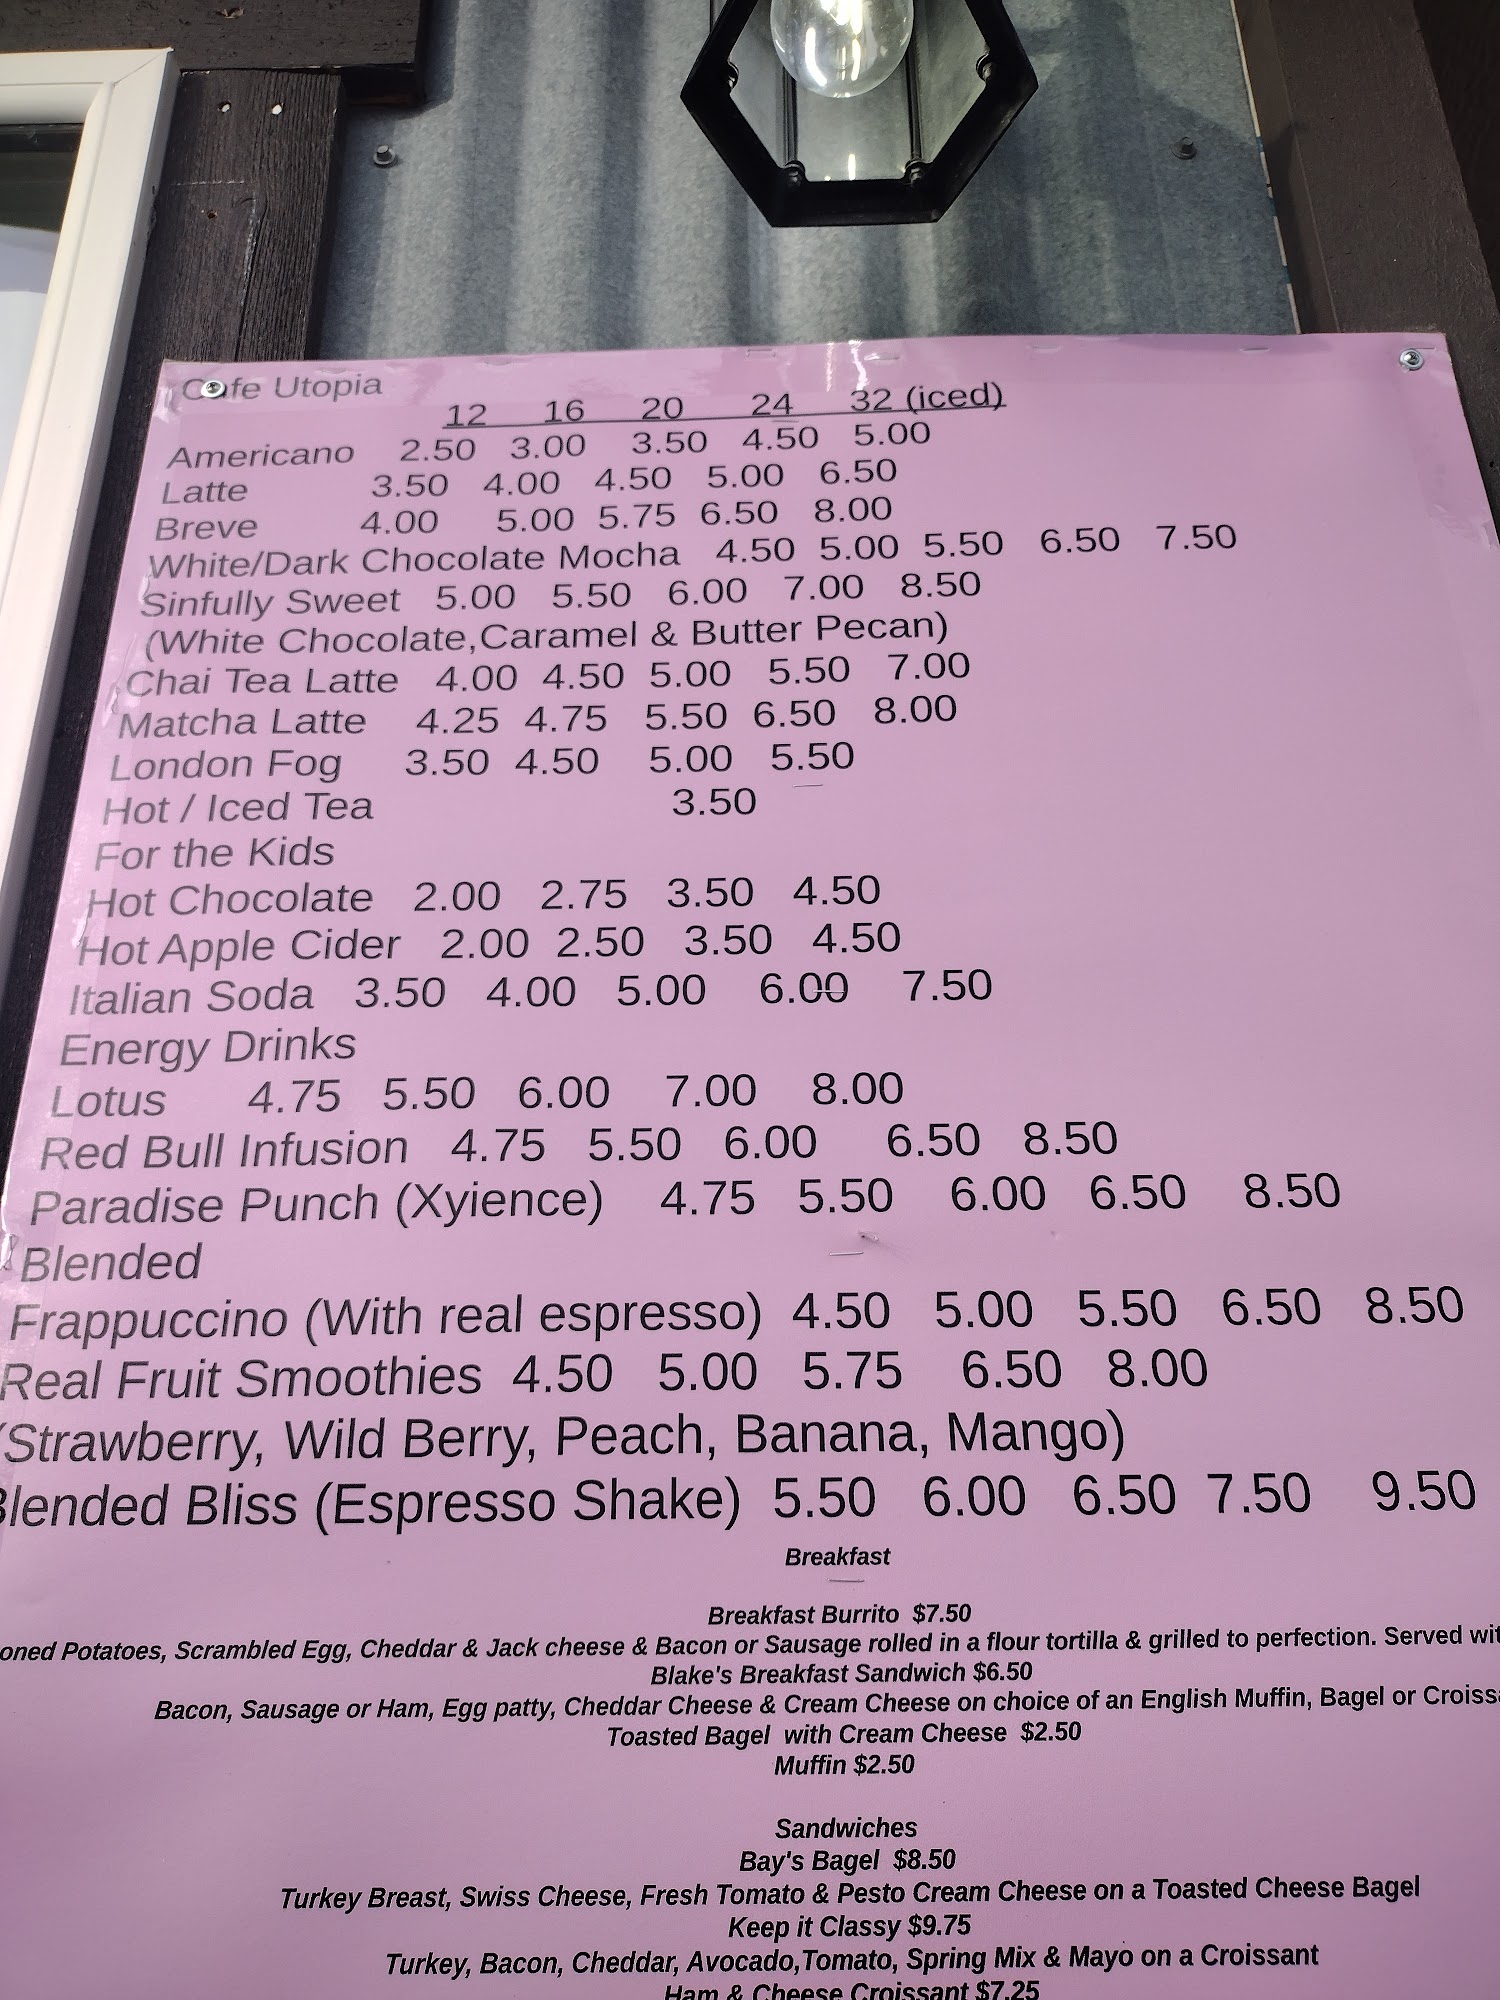 Cafe Utopia
12 16 20 24 32 (iced)
Americano 2.50 3.00 3.50 4.50 5.00
Latte 3.50 4.00 4.50 5.00 6.50
Breve 4.00 5.00 5.75 6.50 8.00
White/Dark Chocolate Mocha 4.50 5.00 5.50 6.50 7.50
Sinfully Sweet 5.00 5.50 6.00 7.00 8.50
(White Chocolate,Caramel & Butter Pecan)
Chai Tea Latte 4.00 4.50 5.00 5.50 7.00
Matcha Latte 4.25 4.75 5.50 6.50 8.00
London Fog 3.50 4.50 5.00 5.50
Hot / Iced Tea 3.50
For the Kids
Hot Chocolate 2.00 2.75 3.50 4.50
Hot Apple Cider 2.00 2.50 3.50 4.50
Italian Soda 3.50 4.00 5.00 6.00 7.50
Energy Drinks
Lotus 4.75 5.50 6.00 7.00 8.00
Red Bull Infusion 4.75 5.50 6.00 6.50 8.50
Paradise Punch (Xyience) 4.75 5.50 6.00 6.50 8.50
Blended
Frappuccino (With real espresso) 4.50 5.00 5.50 6.50 8.50
Real Fruit Smoothies 4.50 5.00 5.75 6.50 8.00
(Strawberry, Wild Berry, Peach, Banana, Mango)
Blended Bliss (Espresso Shake) 5.50 6.00 6.50 7.50 9.50
Breakfast
Breakfast Burrito $7.50
oned Potatoes, Scrambled Egg, Cheddar & Jack cheese & Bacon or Sausage rolled in a flour tortilla & grilled to perfection. Served wit
Blake's Breakfast Sandwich $6.50
Bacon, Sausage or Ham, Egg patty, Cheddar Cheese & Cream Cheese on choice of an English Muffin, Bagel or Croiss
Toasted Bagel with Cream Cheese $2.50
Muffin $2.50
Sandwiches
Bay's Bagel $8.50
Turkey Breast, Swiss Cheese, Fresh Tomato & Pesto Cream Cheese on a Toasted Cheese Bagel
Keep it Classy $9.75
Turkey, Bacon, Cheddar, Avocado,Tomato, Spring Mix & Mayo on a Croissant
Ham & Cheese Croissant $7.25